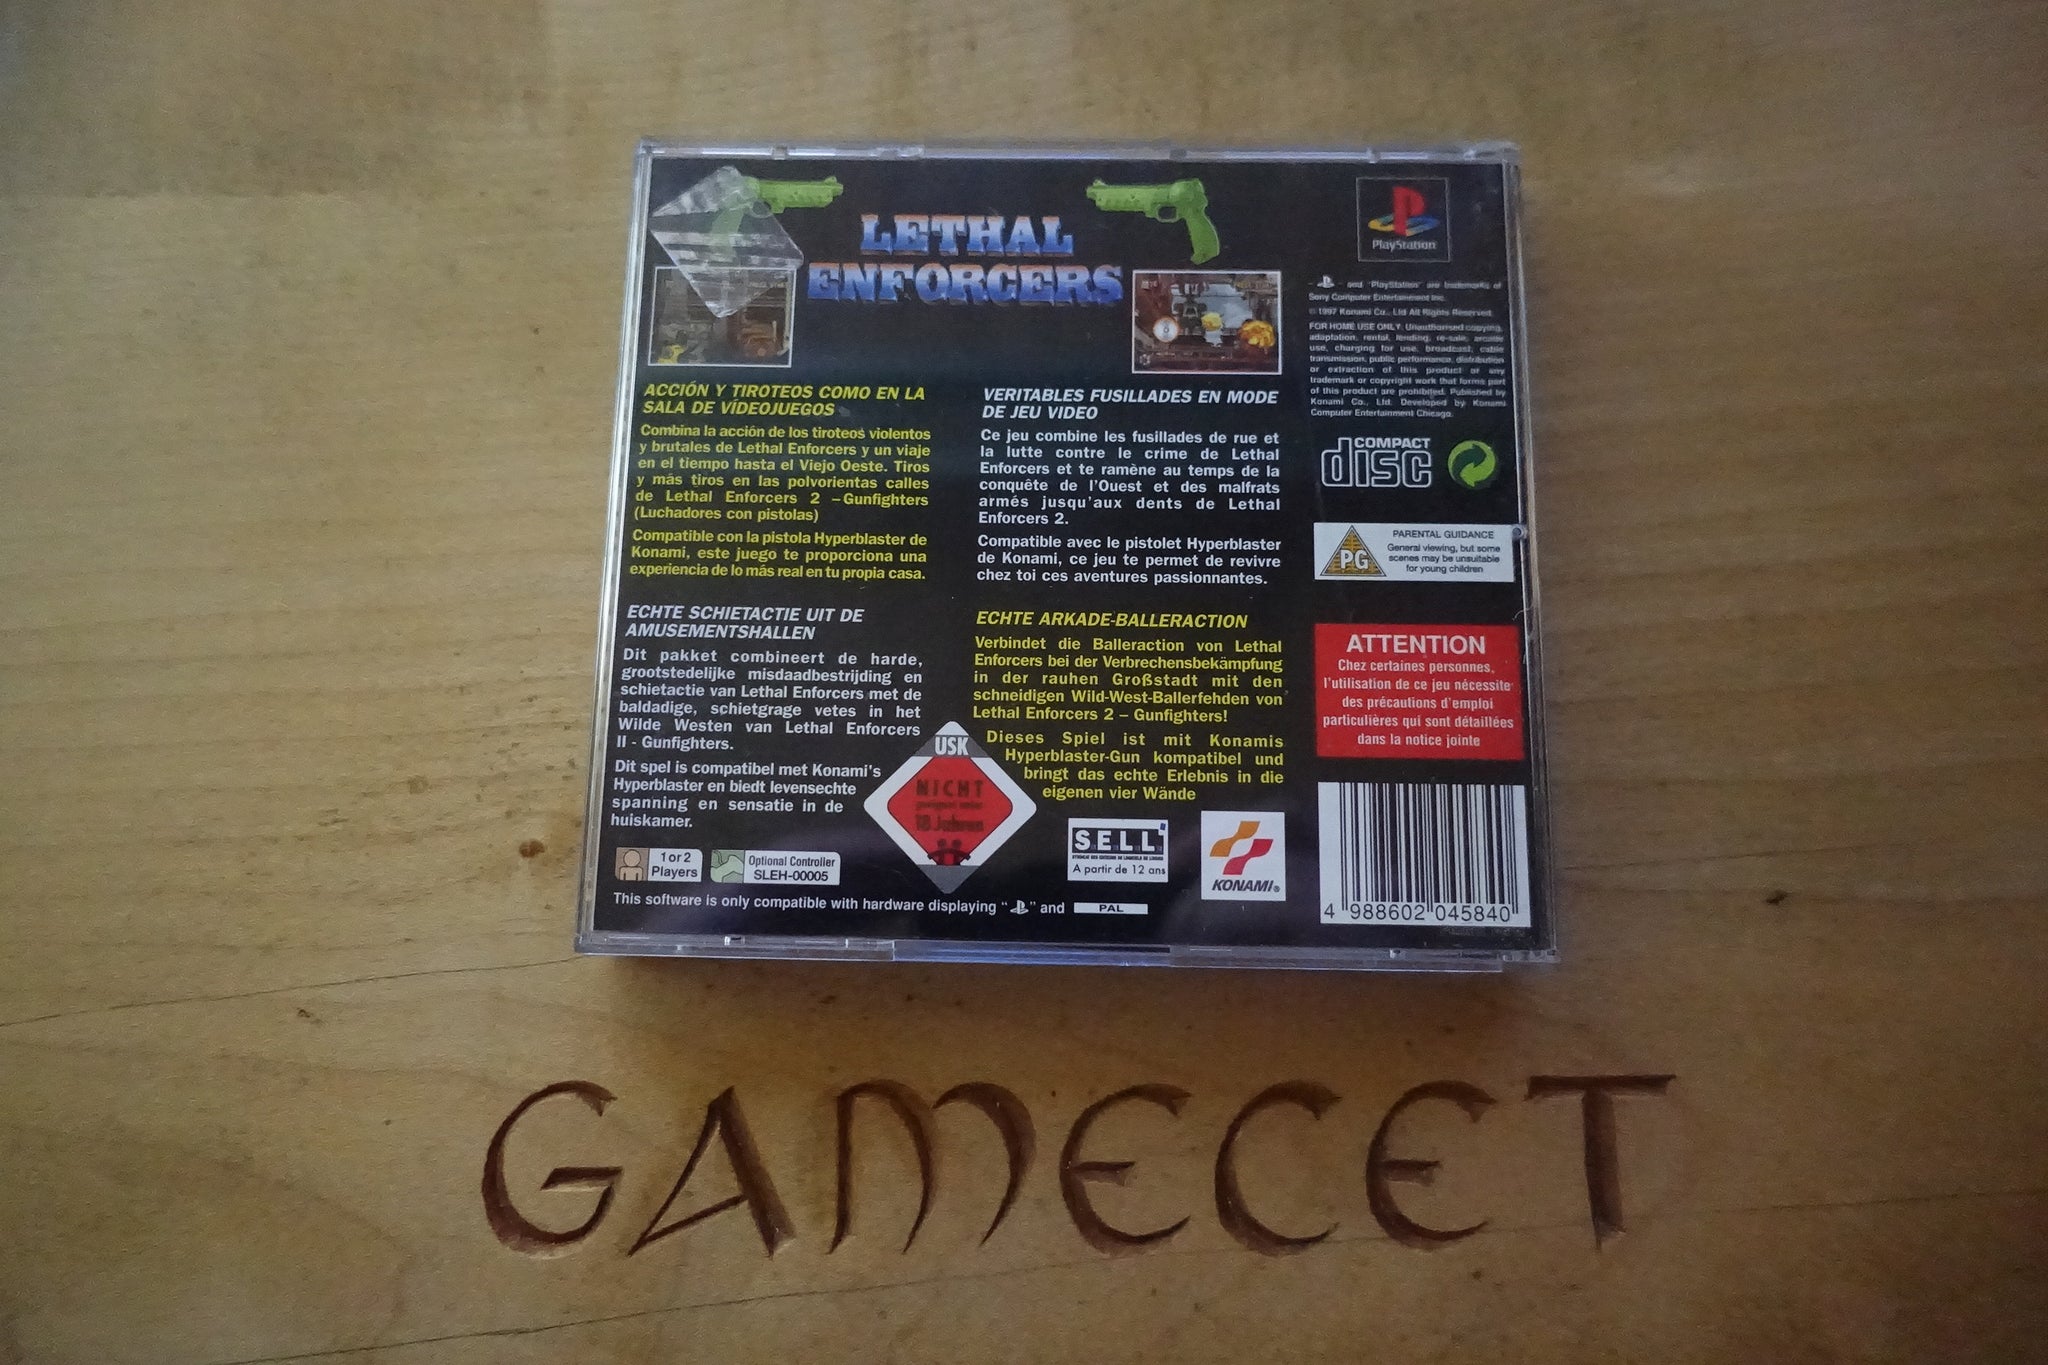 LETHAL
ENFORCERS
PlayStation
ACCIÓN Y TIROTEOS COMO EN LA
SALA DE VÍDEOJUEGOS
Combina la acción de los tiroteos violentos
y brutales de Lethal Enforcers y un viaje
en el tiempo hasta el Viejo Oeste. Tiros
y más tiros en las polvorientas calles
de Lethal Enforcers 2 – Gunfighters
(Luchadores con pistolas)
Compatible con la pistola Hyperblaster de
Konami, este juego te proporciona una
experiencia de lo más real en tu propia casa.
VERITABLES FUSILLADES EN MODE
DE JEU VIDEO
Ce jeu combine les fusillades de rue et
la lutte contre le crime de Lethal
Enforcers et te ramène au temps de la
conquête de l'Ouest et des malfrats
armés jusqu'aux dents de Lethal
Enforcers 2.
Compatible avec le pistolet Hyperblaster
de Konami, ce jeu te permet de revivre
chez toi ces aventures passionnantes.
ECHTE SCHIETACTIE UIT DE
AMUSEMENTSHALLEN
Dit pakket combineert de harde,
grootstedelijke misdaadbestrijding en
schietactie van Lethal Enforcers met de
baldadige, schietgrage vetes in het
Wilde Westen van Lethal Enforcers
II - Gunfighters.
Dit spel is compatibel met Konami's
Hyperblaster en biedt levensechte
spanning en sensatie in de
huiskamer.
ECHTE ARKADE-BALLERACTION
Verbindet die Balleraction von Lethal
Enforcers bei der Verbrechensbekämpfung
in der rauhen Großstadt mit den
schneidigen Wild-West-Ballerfehden von
Lethal Enforcers 2 – Gunfighters!
Dieses Spiel ist mit Konamis
Hyperblaster-Gun kompatibel und
bringt das echte Erlebnis in die
eigenen vier Wände
" " and "PlayStation" are trademarks of
Sony Computer Entertainment Inc.
© 1997 Konami Co., Ltd All Rights Reserved.
FOR HOME USE ONLY: Unauthorised copying,
adaptation, rental, lending, re-sale, arcade
use, charging for use, broadcast, cable
transmission, public performance, distribution
or extraction of this product or any
trademark or copyright work that forms part
of this product are prohibited. Published by
Konami Co., Ltd. Developed by Konami
Computer Entertainment Chicago.
COMPACT
disc
PG
PARENTAL GUIDANCE
General viewing, but some
scenes may be unsuitable
for young children
ATTENTION
Chez certaines personnes,
l'utilisation de ce jeu nécessite
des précautions d'emploi
particulières qui sont détaillées
dans la notice jointe
USK
NICHT
geeignet unter
18 Jahren
1 or 2
Players
Optional Controller
SLEH-00005
S.E.L.L
SYNDICAT DES EDITEURS DE LOGICIELS DE LOISIRS
A partir de 12 ans
KONAMI®
4 988602 045840
This software is only compatible with hardware displaying " " and PAL
GAMECET